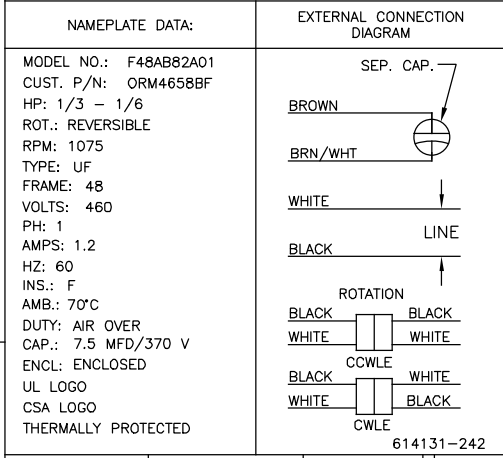 NAMEPLATE DATA:
MODEL NO.: F48AB82A01
CUST. P/N: ORM4658BF
HP: 1/3 - 1/6
ROT.: REVERSIBLE
RPM: 1075
TYPE: UF
FRAME: 48
VOLTS: 460
PH: 1
AMPS: 1.2
HZ: 60
INS.: F
AMB.: 70°C
DUTY: AIR OVER
CAP.: 7.5 MFD/370 V
ENCL: ENCLOSED
UL LOGO
CSA LOGO
THERMALLY PROTECTED
EXTERNAL CONNECTION
DIAGRAM
SEP. CAP.
BROWN
BRN/WHT
WHITE
LINE
BLACK
ROTATION
BLACK BLACK
WHITE WHITE
CCWLE
BLACK WHITE
WHITE BLACK
CWLE
614131-242